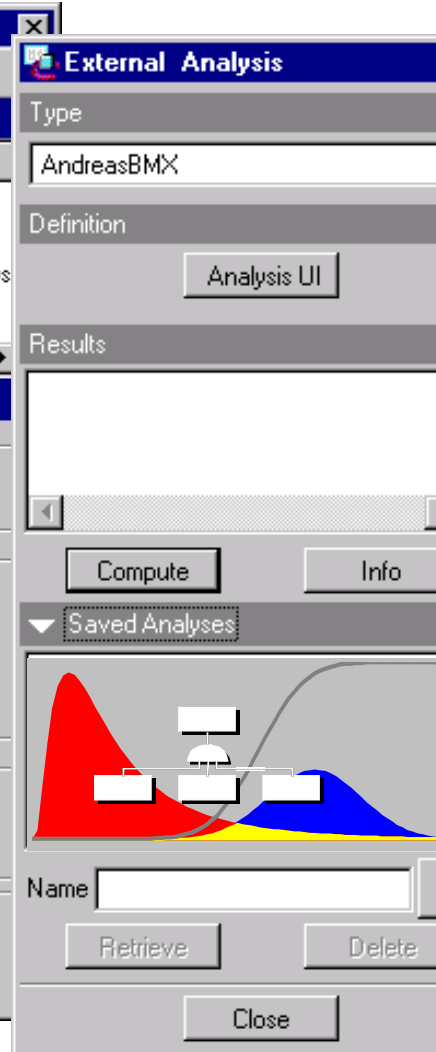 External Analysis
Type
AndreasBMX
Definition
Analysis UI
Results
Compute
Info
Saved Analyses
Name
Retrieve
Delete
Close